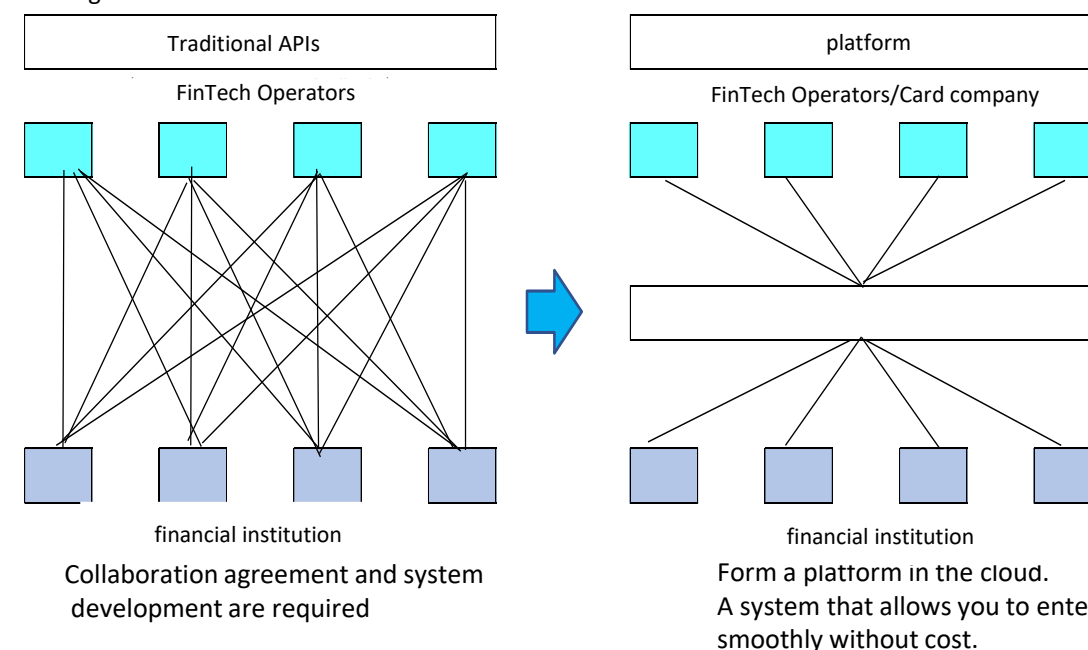 Traditional APIs
FinTech Operators
financial institution
Collaboration agreement and system
development are required
platform
FinTech Operators/Card company
financial institution
Form a platform in the cloud.
A system that allows you to ente
smoothly without cost.